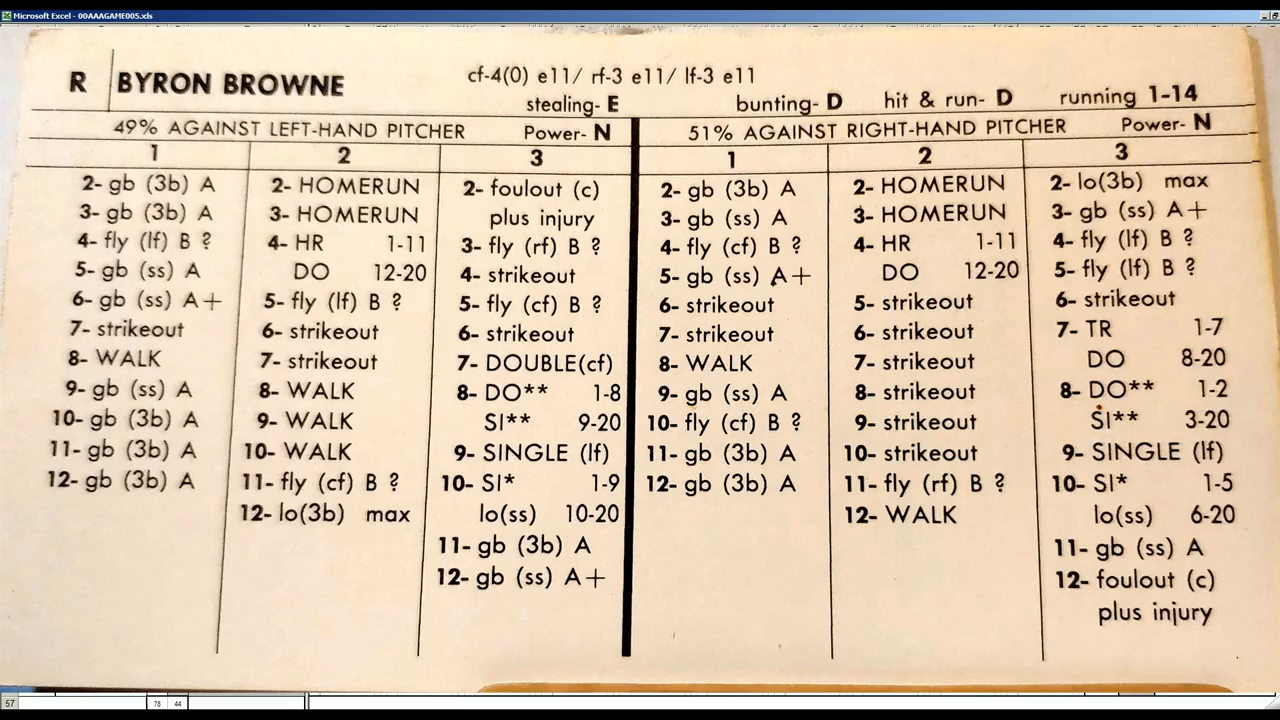 Microsoft Excel - 00AAAGAME005.xls
R BYRON BROWNE
cf-4(0) e11/ rf-3 e11/ lf-3 e11
stealing- E bunting- D hit & run- D running 1-14
49% AGAINST LEFT-HAND PITCHER Power- N
1
2- gb (3b) A
3- gb (3b) A
4- fly (lf) B ?
5- gb (ss) A
6- gb (ss) A+
7- strikeout
8- WALK
9- gb (ss) A
10- gb (3b) A
11- gb (3b) A
12- gb (3b) A
2
2- HOMERUN
3- HOMERUN
4- HR 1-11
DO 12-20
5- fly (lf) B ?
6- strikeout
7- strikeout
8- WALK
9- WALK
10- WALK
11- fly (cf) B ?
12- lo(3b) max
3
2- foulout (c)
plus injury
3- fly (rf) B ?
4- strikeout
5- fly (cf) B ?
6- strikeout
7- DOUBLE(cf)
8- DO** 1-8
SI** 9-20
9- SINGLE (lf)
10- SI* 1-9
lo(ss) 10-20
11- gb (3b) A
12- gb (ss) A+
51% AGAINST RIGHT-HAND PITCHER Power- N
1
2- gb (3b) A
3- gb (ss) A
4- fly (cf) B ?
5- gb (ss) A+
6- strikeout
7- strikeout
8- WALK
9- gb (ss) A
10- fly (cf) B ?
11- gb (3b) A
12- gb (3b) A
2
2- HOMERUN
3- HOMERUN
4- HR 1-11
DO 12-20
5- strikeout
6- strikeout
7- strikeout
8- strikeout
9- strikeout
10- strikeout
11- fly (rf) B ?
12- WALK
3
2- lo(3b) max
3- gb (ss) A+
4- fly (lf) B ?
5- fly (lf) B ?
6- strikeout
7- TR 1-7
DO 8-20
8- DO** 1-2
SI** 3-20
9- SINGLE (lf)
10- SI* 1-5
lo(ss) 6-20
11- gb (ss) A
12- foulout (c)
plus injury
57 78 44